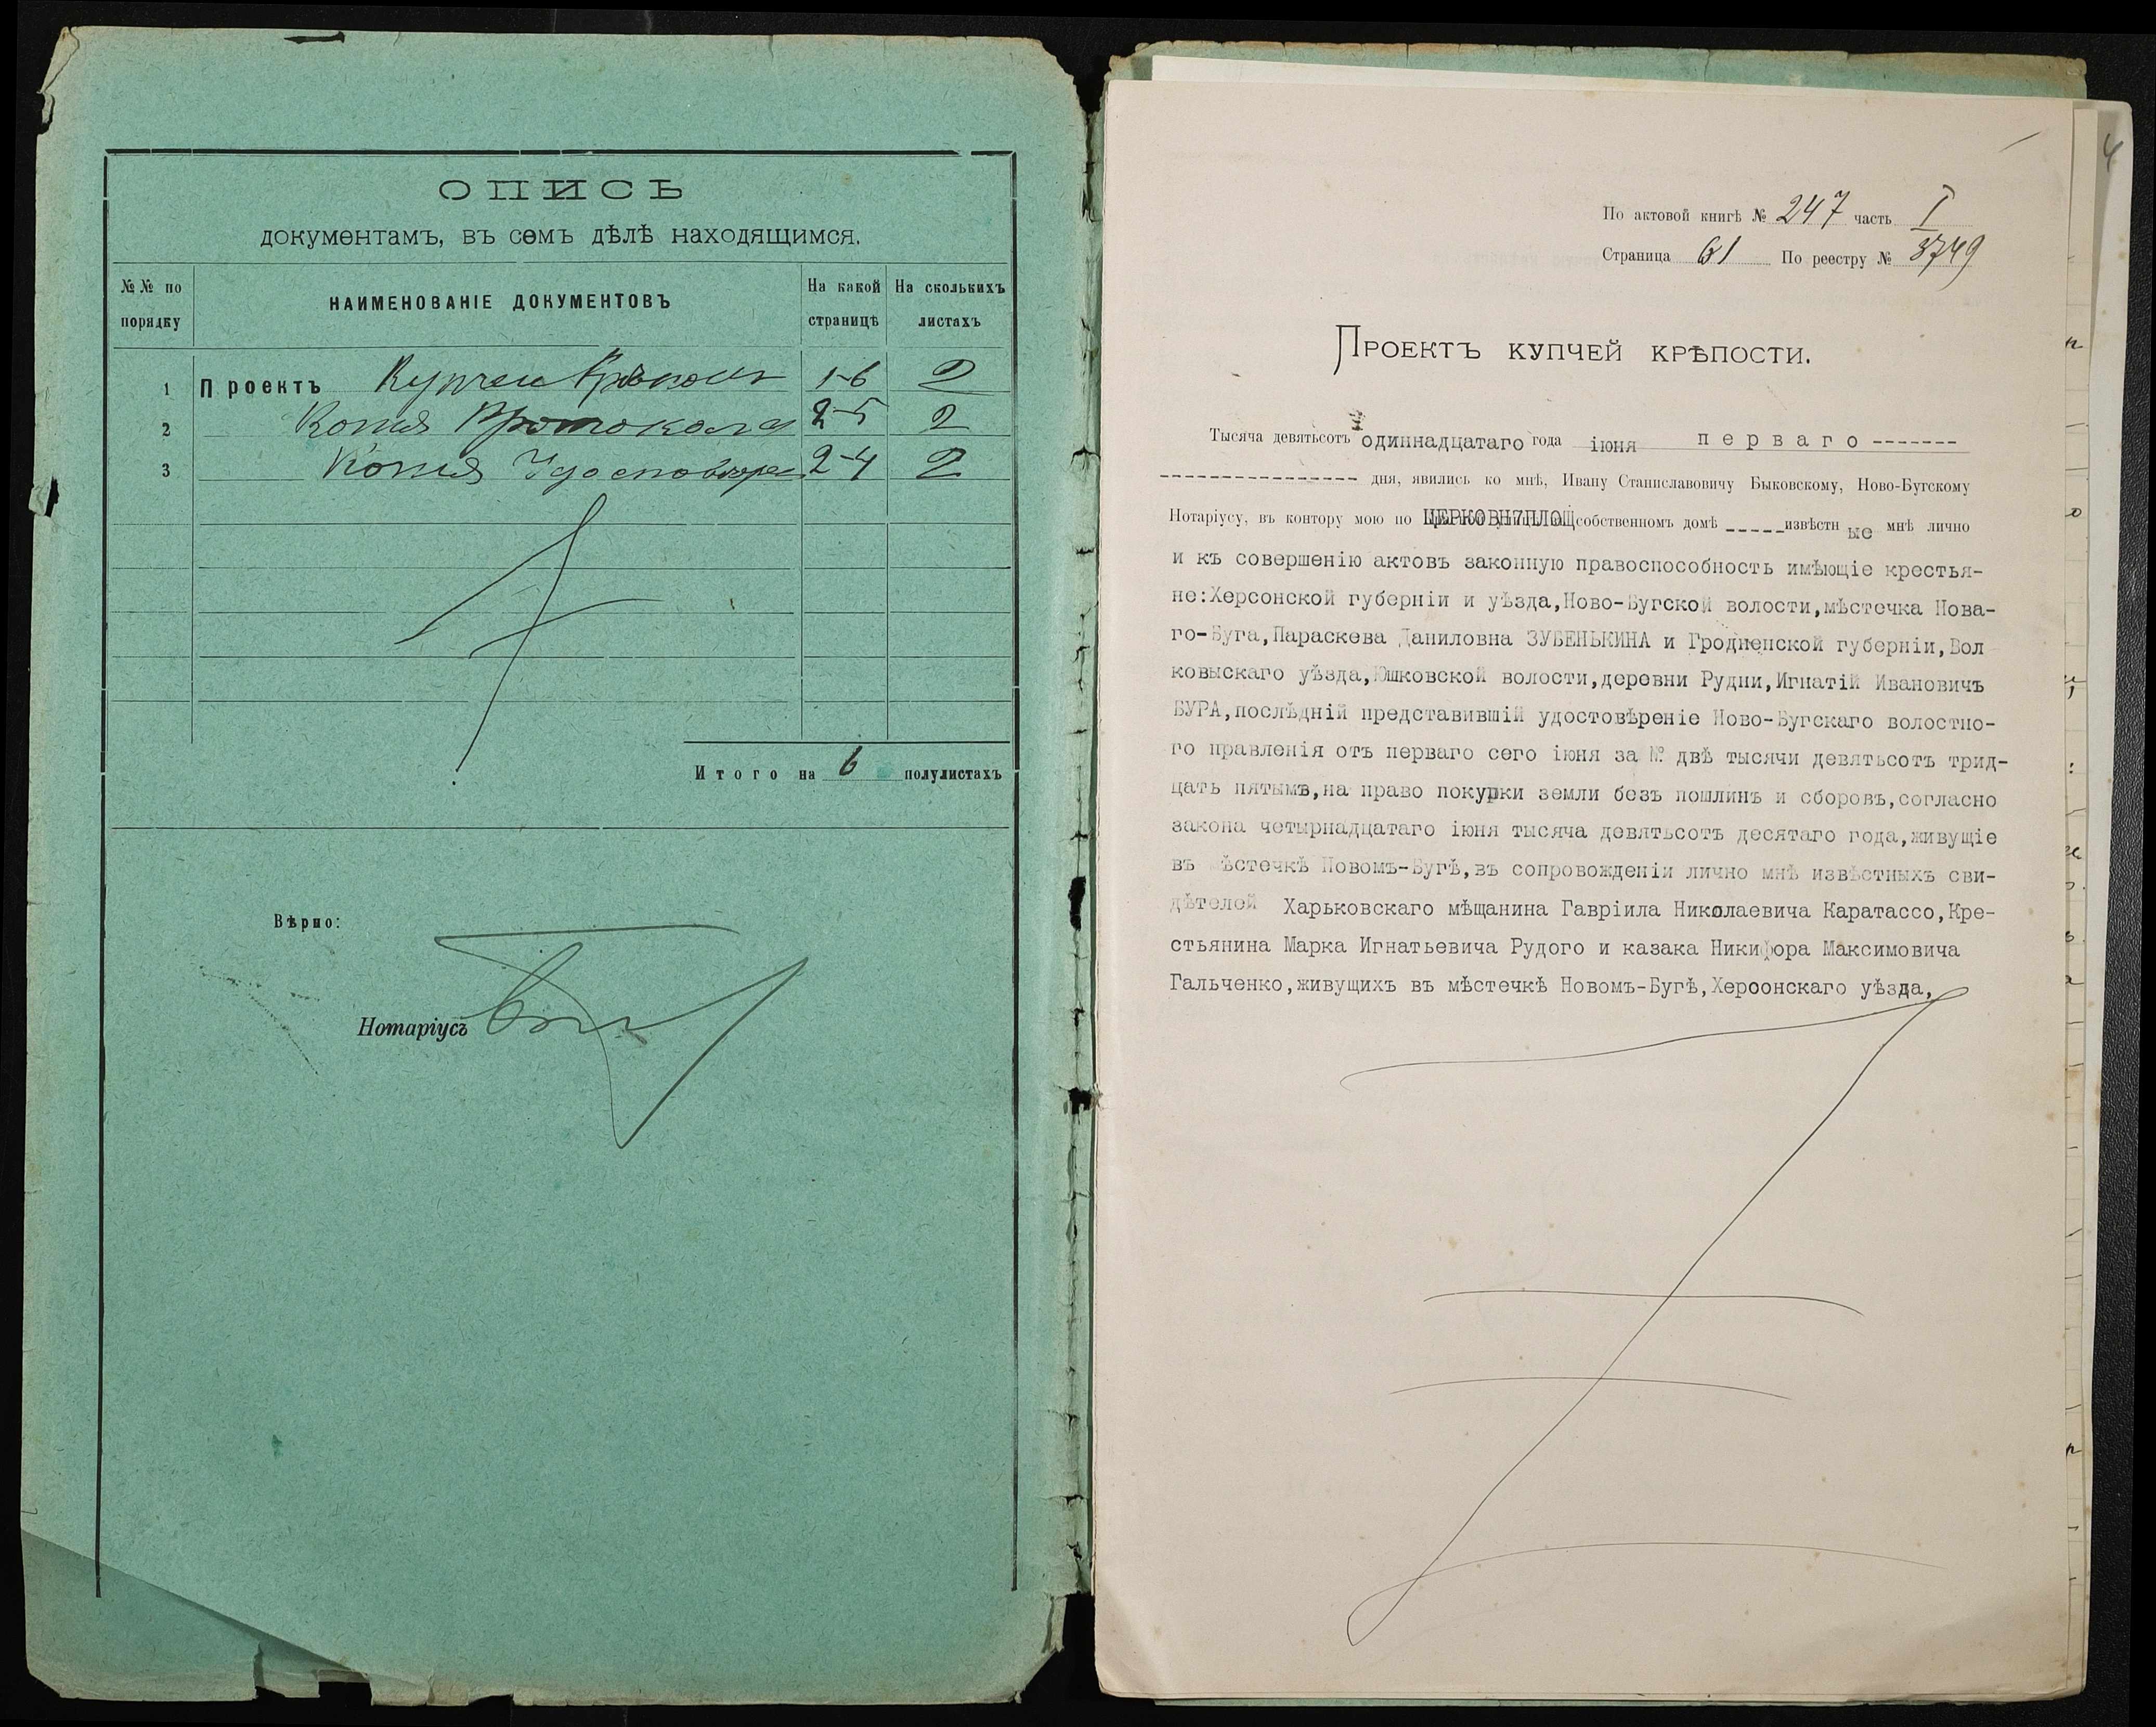 ОПИСЬ
документамъ, въ семъ дѣлѣ находящимся.
№№ по порядку
НАИМЕНОВАНІЕ ДОКУМЕНТОВЪ
На какой страницѣ
На сколькихъ листахъ
1 Проектъ Купчей Крѣпости 1-6 2
2 Копія Протокола 2-5 2
3 Копія 2-4 2
Итого на 6 полулистахъ
Вѣрно:
Нотаріусъ
4
По актовой книгѣ № 247 часть I
Страница 61 По реестру № 3749
Проектъ купчей крѣпости.
Тысяча девятьсотъ одиннадцатаго года іюня перваго -------
---------------- дня, явились ко мнѣ, Ивану Станиславовичу Быковскому, Ново-Бугскому
Нотаріусу, въ контору мою по ЦЕРКОВН7ПЛОЩ собственномъ домѣ -----извѣстн ые мнѣ лично
и къ совершенію актовъ законную правоспособность имѣющіе крестья-
не:Херсонской губерніи и уѣзда,Ново-Бугской волости,мѣстечка Нова-
го-Буга,Параскева Даниловна ЗУБЕНЬКИНА и Гродненской губерніи,Вол
ковыскаго уѣзда,Юшковской волости,деревни Рудни,Игнатій Ивановичъ
БУРА,послѣдній представившій удостовѣреніе Ново-Бугскаго волостно-
го правленія отъ перваго сего іюня за № двѣ тысячи девятьсотъ трид-
цать пятымъ,на право покупки земли безъ пошлинъ и сборовъ,согласно
закона четырнадцатаго іюня тысяча девятьсотъ десятаго года,живущіе
въ мѣстечкѣ Новомъ-Бугѣ,въ сопровожденіи лично мнѣ извѣстныхъ сви-
дѣтелей Харьковскаго мѣщанина Гавріила Николаевича Каратассо,Кре-
стьянина Марка Игнатьевича Рудого и казака Никифора Максимовича
Гальченко,живущихъ въ мѣстечкѣ Новомъ-Бугѣ,Херсонскаго уѣзда,